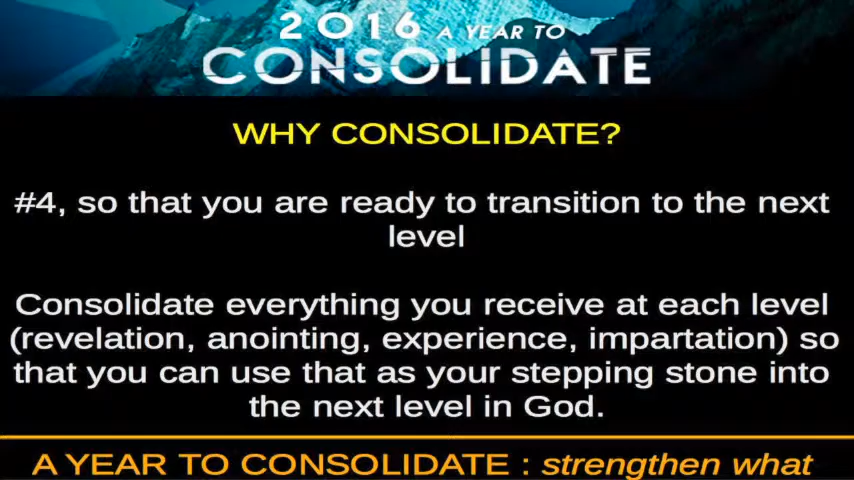 2016 A YEAR TO
CONSOLIDATE
WHY CONSOLIDATE?
#4, so that you are ready to transition to the next
level
Consolidate everything you receive at each level
(revelation, anointing, experience, impartation) so
that you can use that as your stepping stone into
the next level in God.
A YEAR TO CONSOLIDATE : strengthen what